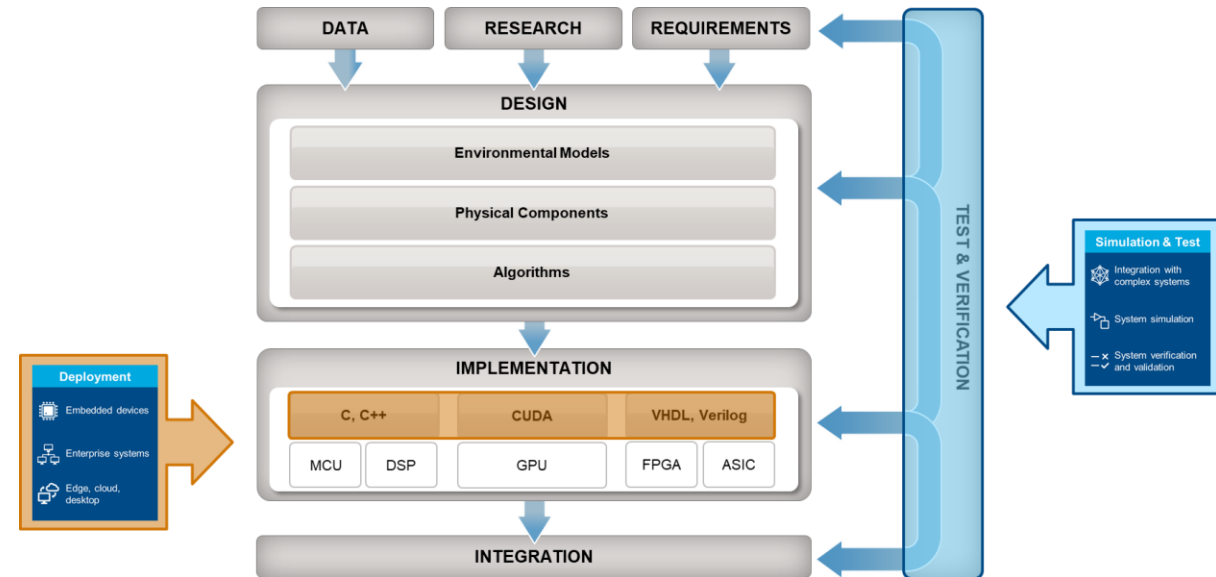 DATA
RESEARCH
REQUIREMENTS
DESIGN
Environmental Models
Physical Components
Algorithms
TEST & VERIFICATION
Simulation & Test
Integration with
complex systems
System simulation
System verification
and validation
IMPLEMENTATION
C, C++
CUDA
VHDL, Verilog
MCU
DSP
GPU
FPGA
ASIC
Deployment
Embedded devices
Enterprise systems
Edge, cloud,
desktop
INTEGRATION